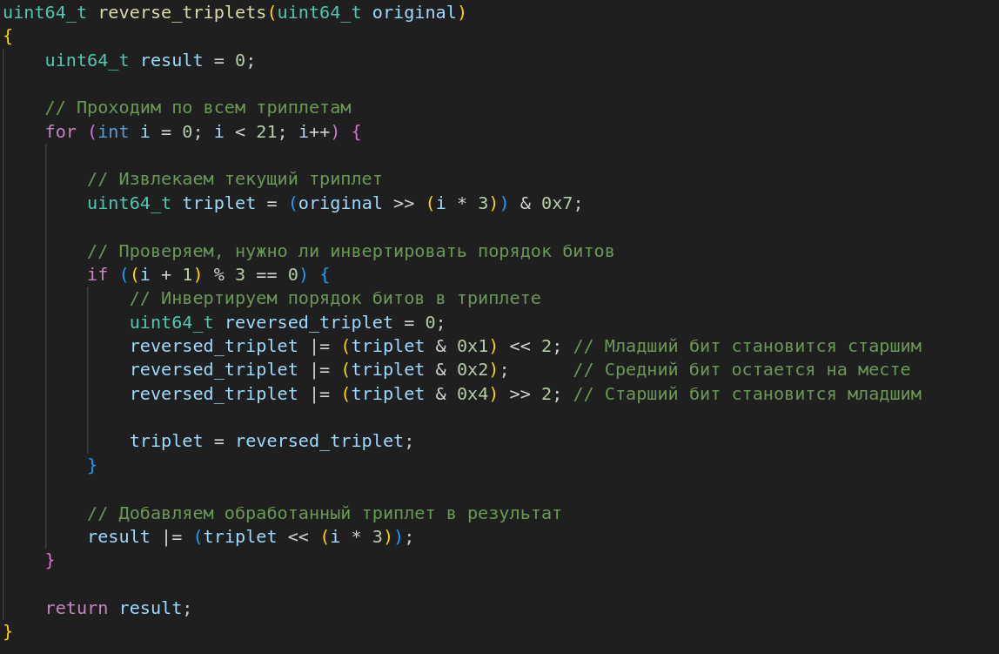 uint64_t reverse_triplets(uint64_t original)
{
    uint64_t result = 0;
    // Проходим по всем триплетам
    for (int i = 0; i < 21; i++) {
        // Извлекаем текущий триплет
        uint64_t triplet = (original >> (i * 3)) & 0x7;
        // Проверяем, нужно ли инвертировать порядок битов
        if ((i + 1) % 3 == 0) {
            // Инвертируем порядок битов в триплете
            uint64_t reversed_triplet = 0;
            reversed_triplet |= (triplet & 0x1) << 2; // Младший бит становится старшим
            reversed_triplet |= (triplet & 0x2);      // Средний бит остается на месте
            reversed_triplet |= (triplet & 0x4) >> 2; // Старший бит становится младшим
            triplet = reversed_triplet;
        }
        // Добавляем обработанный триплет в результат
        result |= (triplet << (i * 3));
    }
    return result;
}